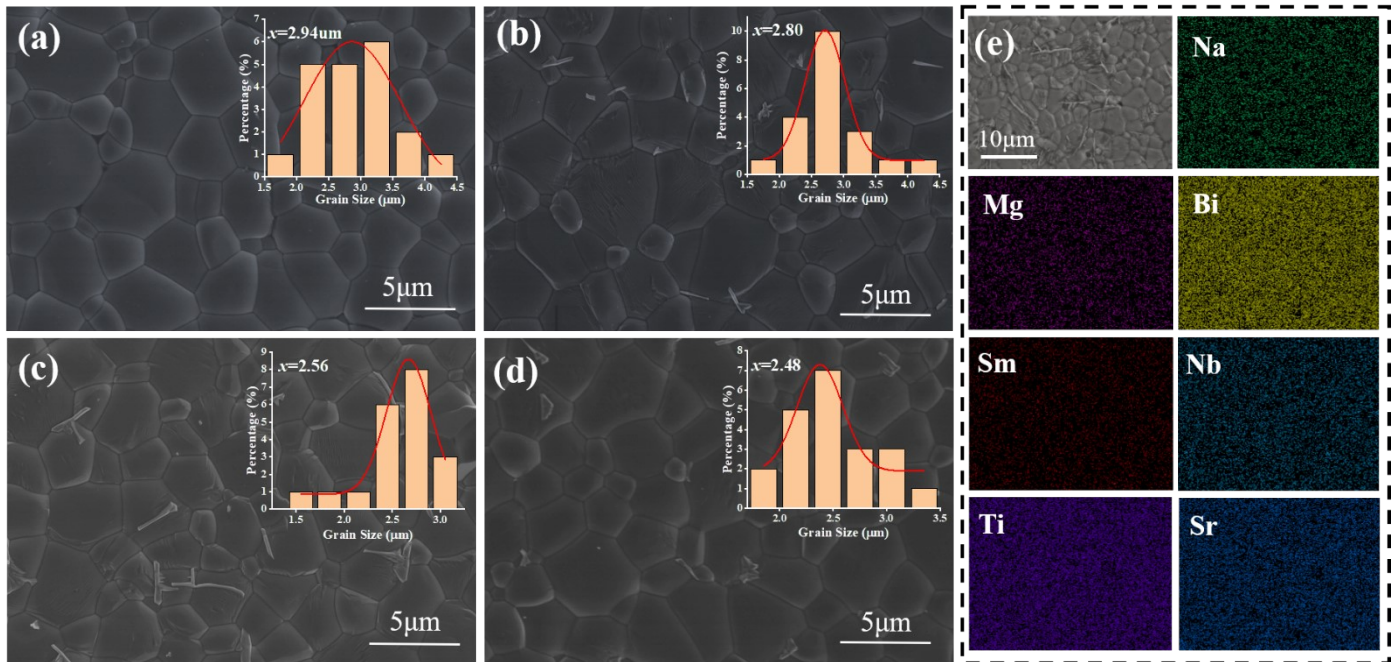 (a)
x=2.94um
Percentage (%)
7
6
5
4
3
2
1
0
1.5 2.0 2.5 3.0 3.5 4.0 4.5
Grain Size (μm)
5μm
(b)
x=2.80
Percentage (%)
10
8
6
4
2
0
1.5 2.0 2.5 3.0 3.5 4.0 4.5
Grain Size (μm)
5μm
(c)
x=2.56
Percentage (%)
9
8
7
6
5
4
3
2
1
0
1.5 2.0 2.5 3.0
Grain Size (μm)
5μm
(d)
x=2.48
Percentage (%)
8
7
6
5
4
3
2
1
0
2.0 2.5 3.0 3.5
Grain Size (μm)
5μm
(e)
10μm
Na
Mg
Bi
Sm
Nb
Ti
Sr